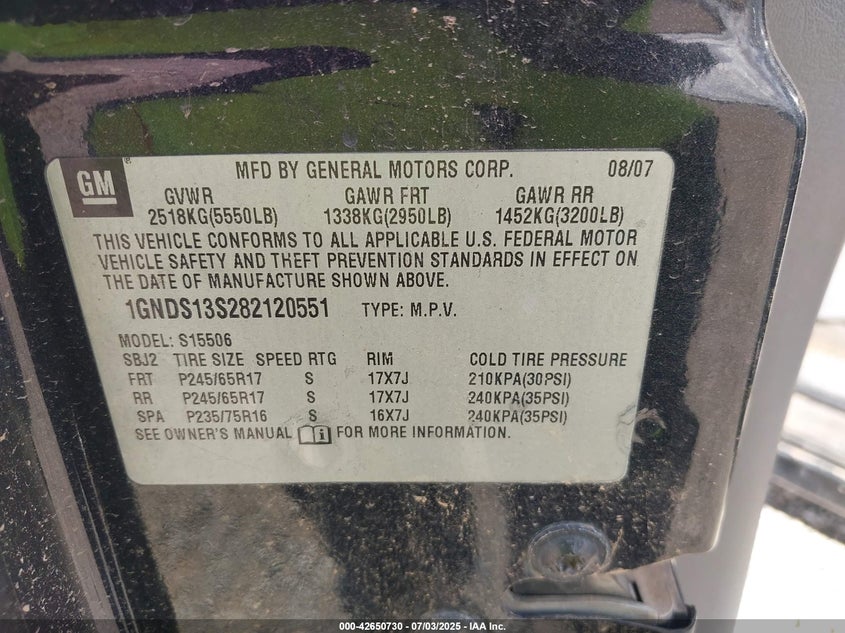 GM
MFD BY GENERAL MOTORS CORP. 08/07
GVWR GAWR FRT GAWR RR
2518KG(5550LB) 1338KG(2950LB) 1452KG(3200LB)
THIS VEHICLE CONFORMS TO ALL APPLICABLE U.S. FEDERAL MOTOR
VEHICLE SAFETY AND THEFT PREVENTION STANDARDS IN EFFECT ON
THE DATE OF MANUFACTURE SHOWN ABOVE.
1GNDS13S282120551 TYPE: M.P.V.
MODEL: S15506
SBJ2 TIRE SIZE SPEED RTG RIM COLD TIRE PRESSURE
FRT P245/65R17 S 17X7J 210KPA(30PSI)
RR P245/65R17 S 17X7J 240KPA(35PSI)
SPA P235/75R16 S 16X7J 240KPA(35PSI)
SEE OWNER'S MANUAL i FOR MORE INFORMATION.
000-42650730 - 07/03/2025 - IAA Inc.